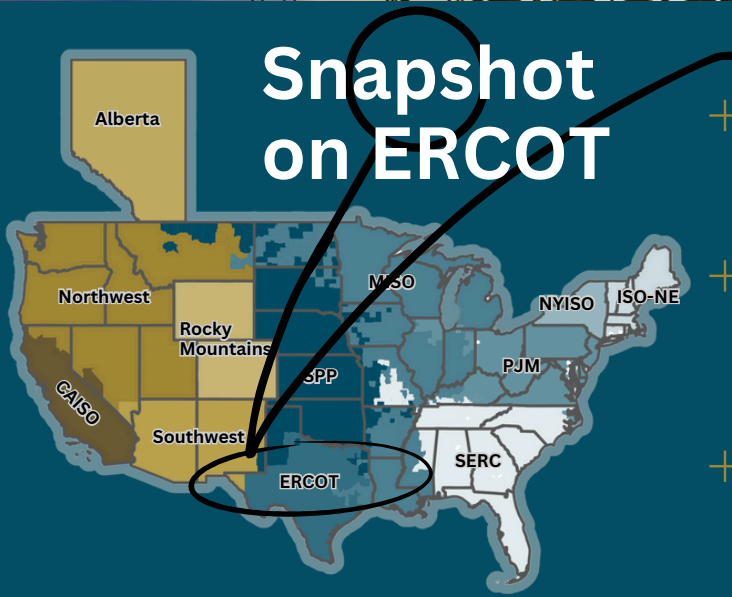 Snapshot
on ERCOT
Alberta
MISO
Northwest
NYISO
ISO-NE
Rocky
Mountains
PJM
SPP
CAISO
Southwest
SERC
ERCOT